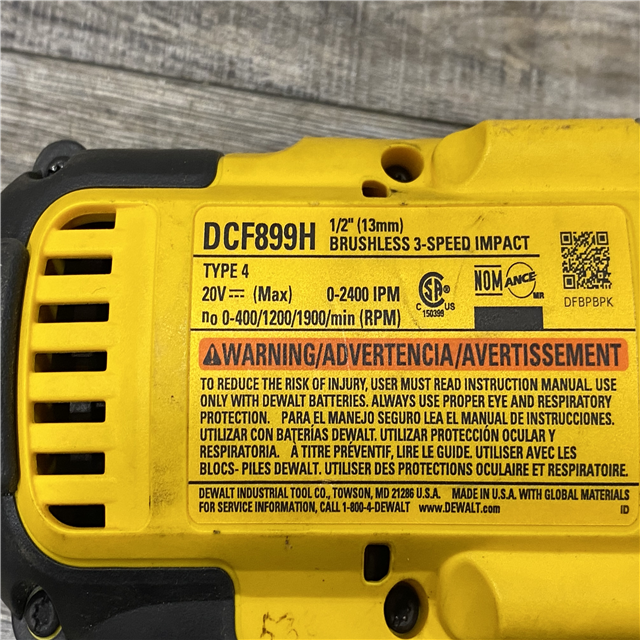 DCF899H 1/2" (13mm)
BRUSHLESS 3-SPEED IMPACT
TYPE 4
20V (Max) 0-2400 IPM
no 0-400/1200/1900/min (RPM)
SA
C US
150399
NOM ANCE
MR
DFBPBPK
WARNING/ADVERTENCIA/AVERTISSEMENT
TO REDUCE THE RISK OF INJURY, USER MUST READ INSTRUCTION MANUAL. USE
ONLY WITH DEWALT BATTERIES. ALWAYS USE PROPER EYE AND RESPIRATORY
PROTECTION. PARA EL MANEJO SEGURO LEA EL MANUAL DE INSTRUCCIONES.
UTILIZAR CON BATERÍAS DEWALT. UTILIZAR PROTECCIÓN OCULAR Y
RESPIRATORIA. À TITRE PRÉVENTIF, LIRE LE GUIDE. UTILISER AVEC LES
BLOCS- PILES DEWALT. UTILISER DES PROTECTIONS OCULAIRE ET RESPIRATOIRE.
DEWALT INDUSTRIAL TOOL CO., TOWSON, MD 21286 U.S.A. MADE IN U.S.A. WITH GLOBAL MATERIALS
FOR SERVICE INFORMATION, CALL 1-800-4-DEWALT www.DEWALT.com ID